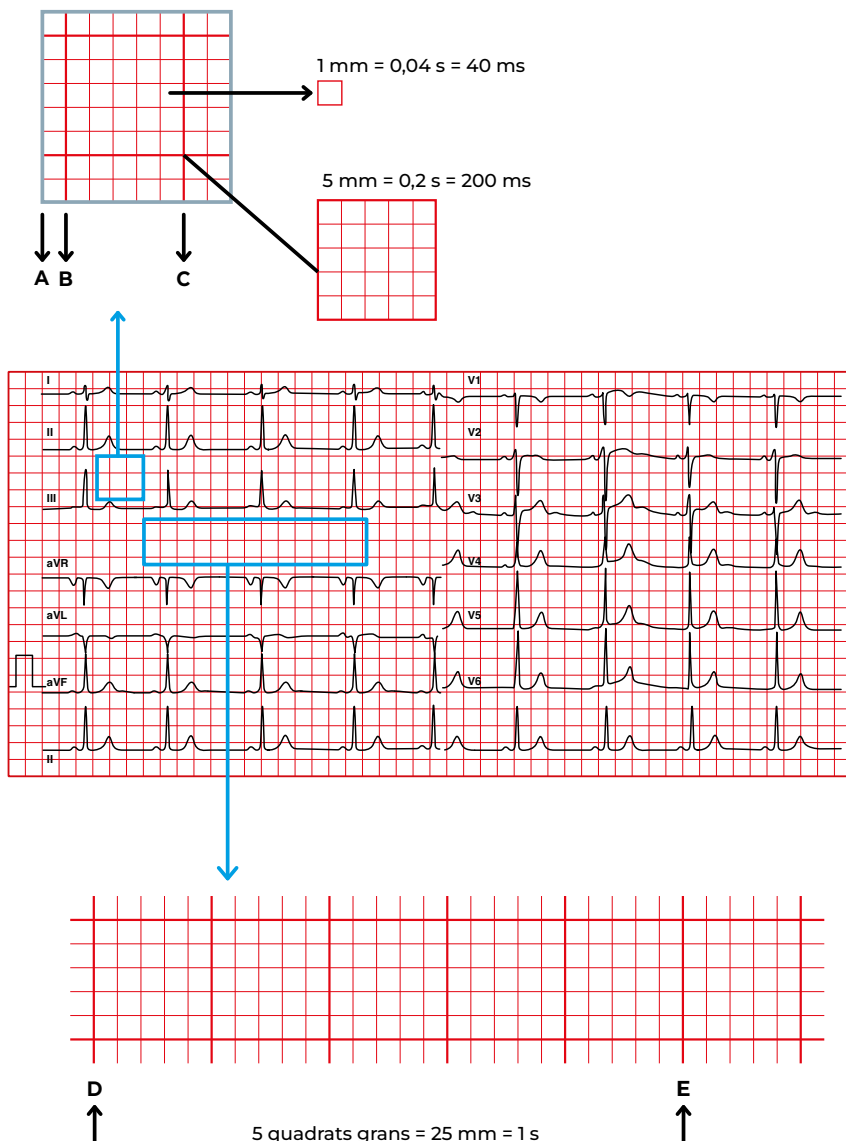 1 mm = 0,04 s = 40 ms
5 mm = 0,2 s = 200 ms
A B C
I V1
II V2
III V3
aVR V4
aVL V5
aVF V6
II
D E
5 quadrats grans = 25 mm = 1 s